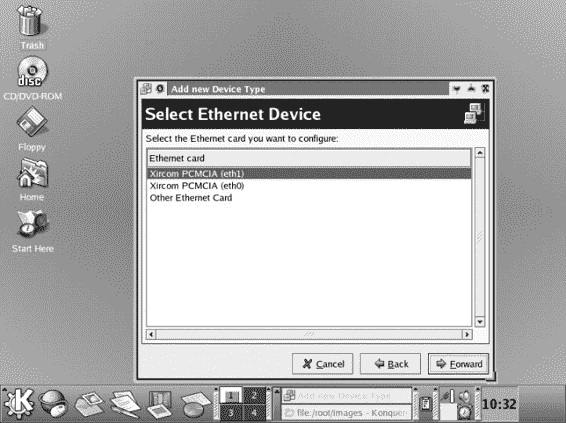 Trash
disc
CD/DVD-ROM
Floppy
Home
Start Here
Add new Device Type
Select Ethernet Device
Select the Ethernet card you want to configure:
Ethernet card
Xircom PCMCIA (eth1)
Xircom PCMCIA (eth0)
Other Ethernet Card
Cancel
Back
Forward
K
1 2
3 4
Add new Device Type
file:/root/images - Konquer
10:32